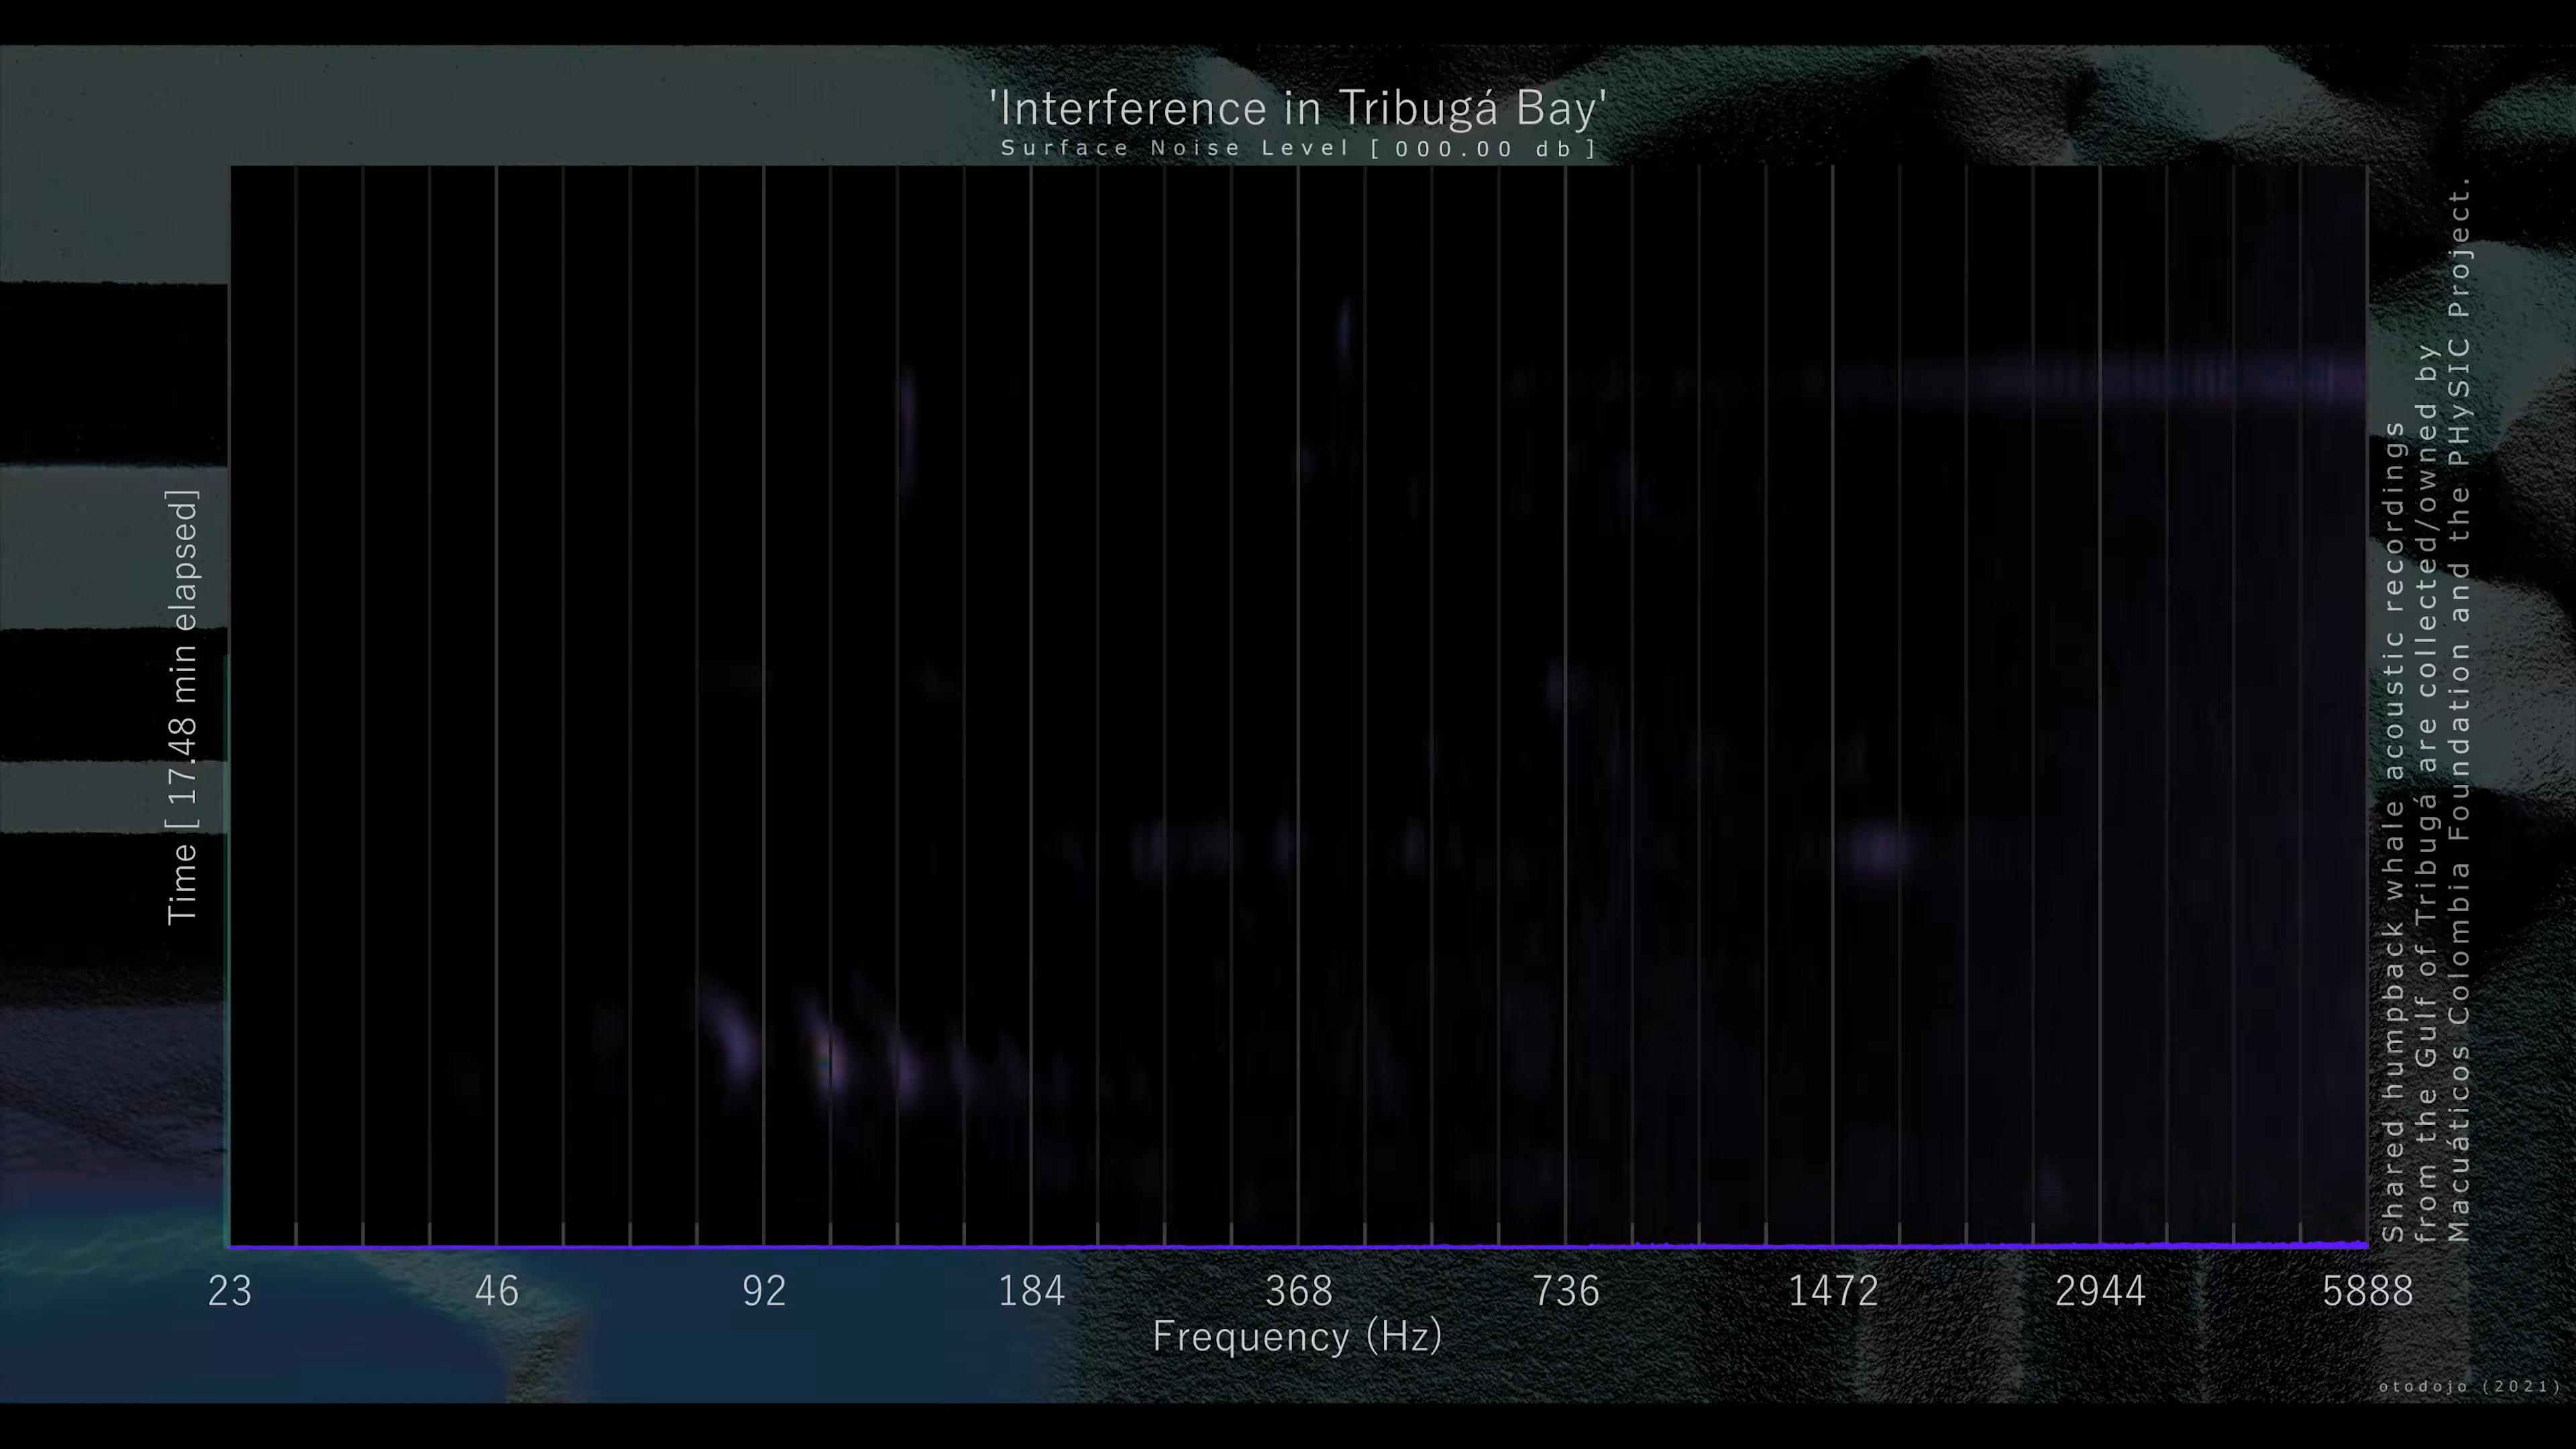 'Interference in Tribugá Bay'
Surface Noise Level [ 000.00 db ]
Time [ 17.48 min elapsed]
23 46 92 184 368 736 1472 2944 5888
Frequency (Hz)
Shared humpback whale acoustic recordings
from the Gulf of Tribugá are collected/owned by
Macuáticos Colombia Foundation and the PHySIC Project.
otodojo (2021)